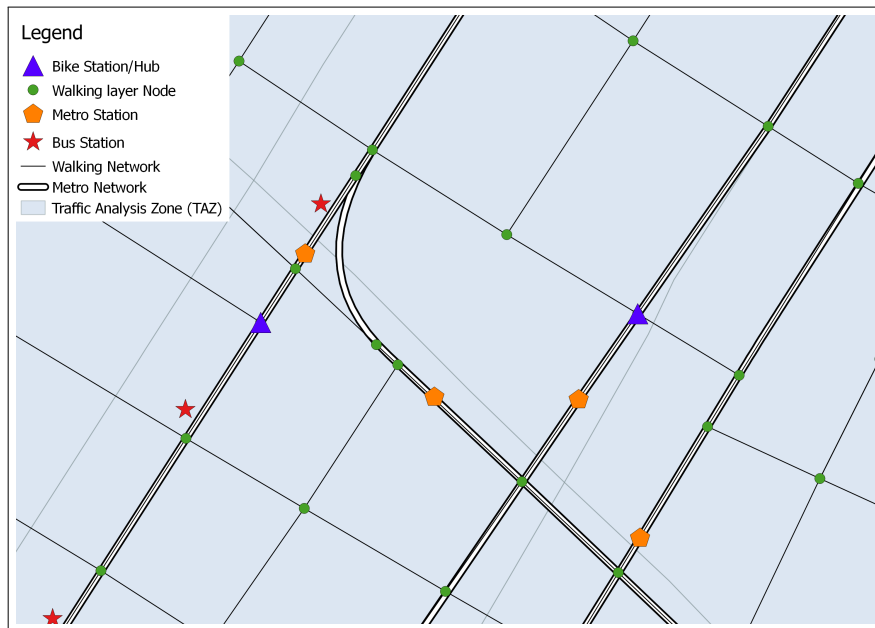 Legend
Bike Station/Hub
Walking layer Node
Metro Station
Bus Station
Walking Network
Metro Network
Traffic Analysis Zone (TAZ)